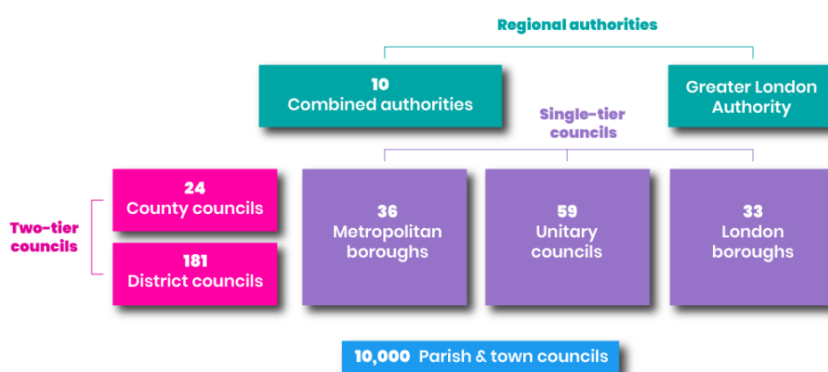 Regional authorities
10
Combined authorities
Greater London
Authority
Single-tier
councils
Two-tier
councils
24
County councils
181
District councils
36
Metropolitan
boroughs
59
Unitary
councils
33
London
boroughs
10,000 Parish & town councils